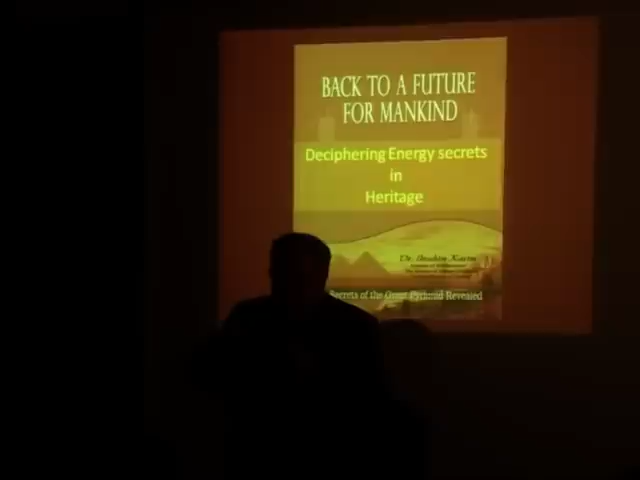 BACK TO A FUTURE
FOR MANKIND
Deciphering Energy secrets
in
Heritage
Dr. Ibrahim Karim
Secrets of the Great Pyramid Revealed